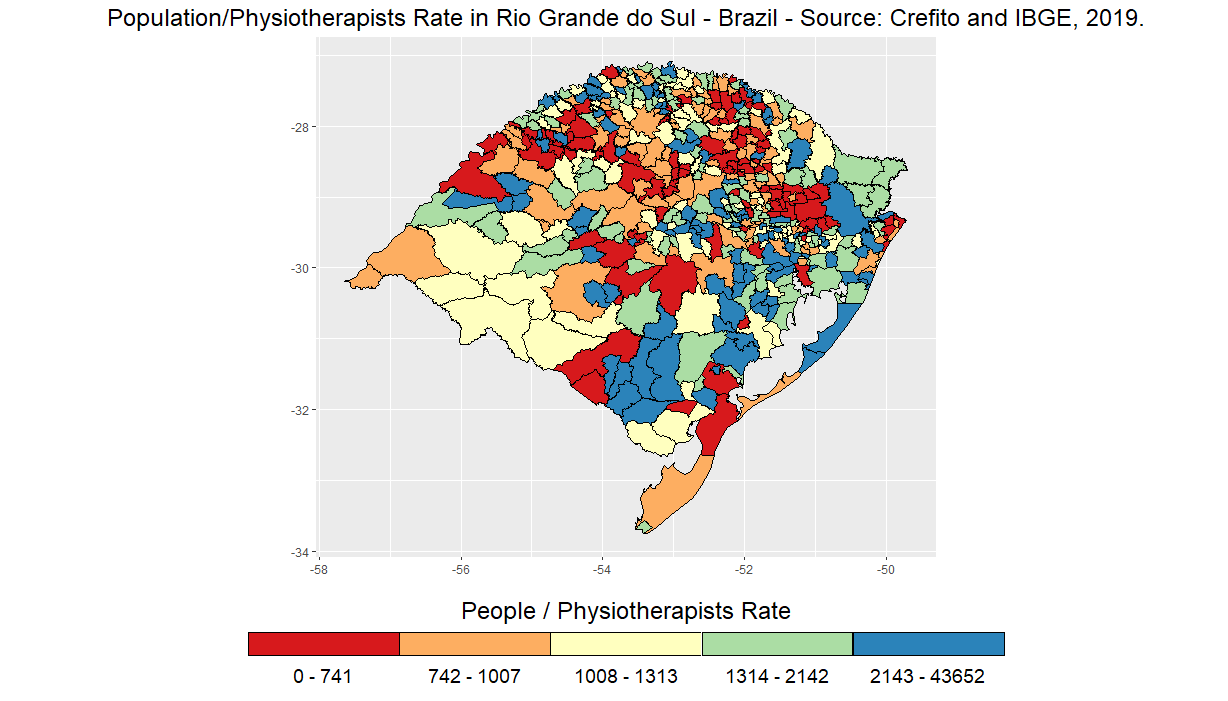 Population/Physiotherapists Rate in Rio Grande do Sul - Brazil - Source: Crefito and IBGE, 2019.
-28
-30
-32
-34
-58 -56 -54 -52 -50
People / Physiotherapists Rate
0 - 741 742 - 1007 1008 - 1313 1314 - 2142 2143 - 43652